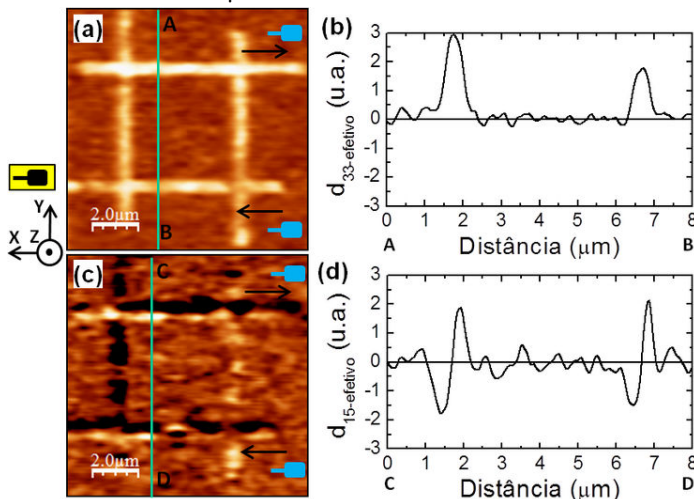 (a)
A
B
2.0µm
(b)
d33-efetivo (u.a.)
3
2
1
0
-1
-2
-3
0 1 2 3 4 5 6 7 8
A Distância (µm) B
Y
X Z
(c)
C
D
2.0µm
(d)
d15-efetivo (u.a.)
3
2
1
0
-1
-2
-3
0 1 2 3 4 5 6 7 8
C Distância (µm) D